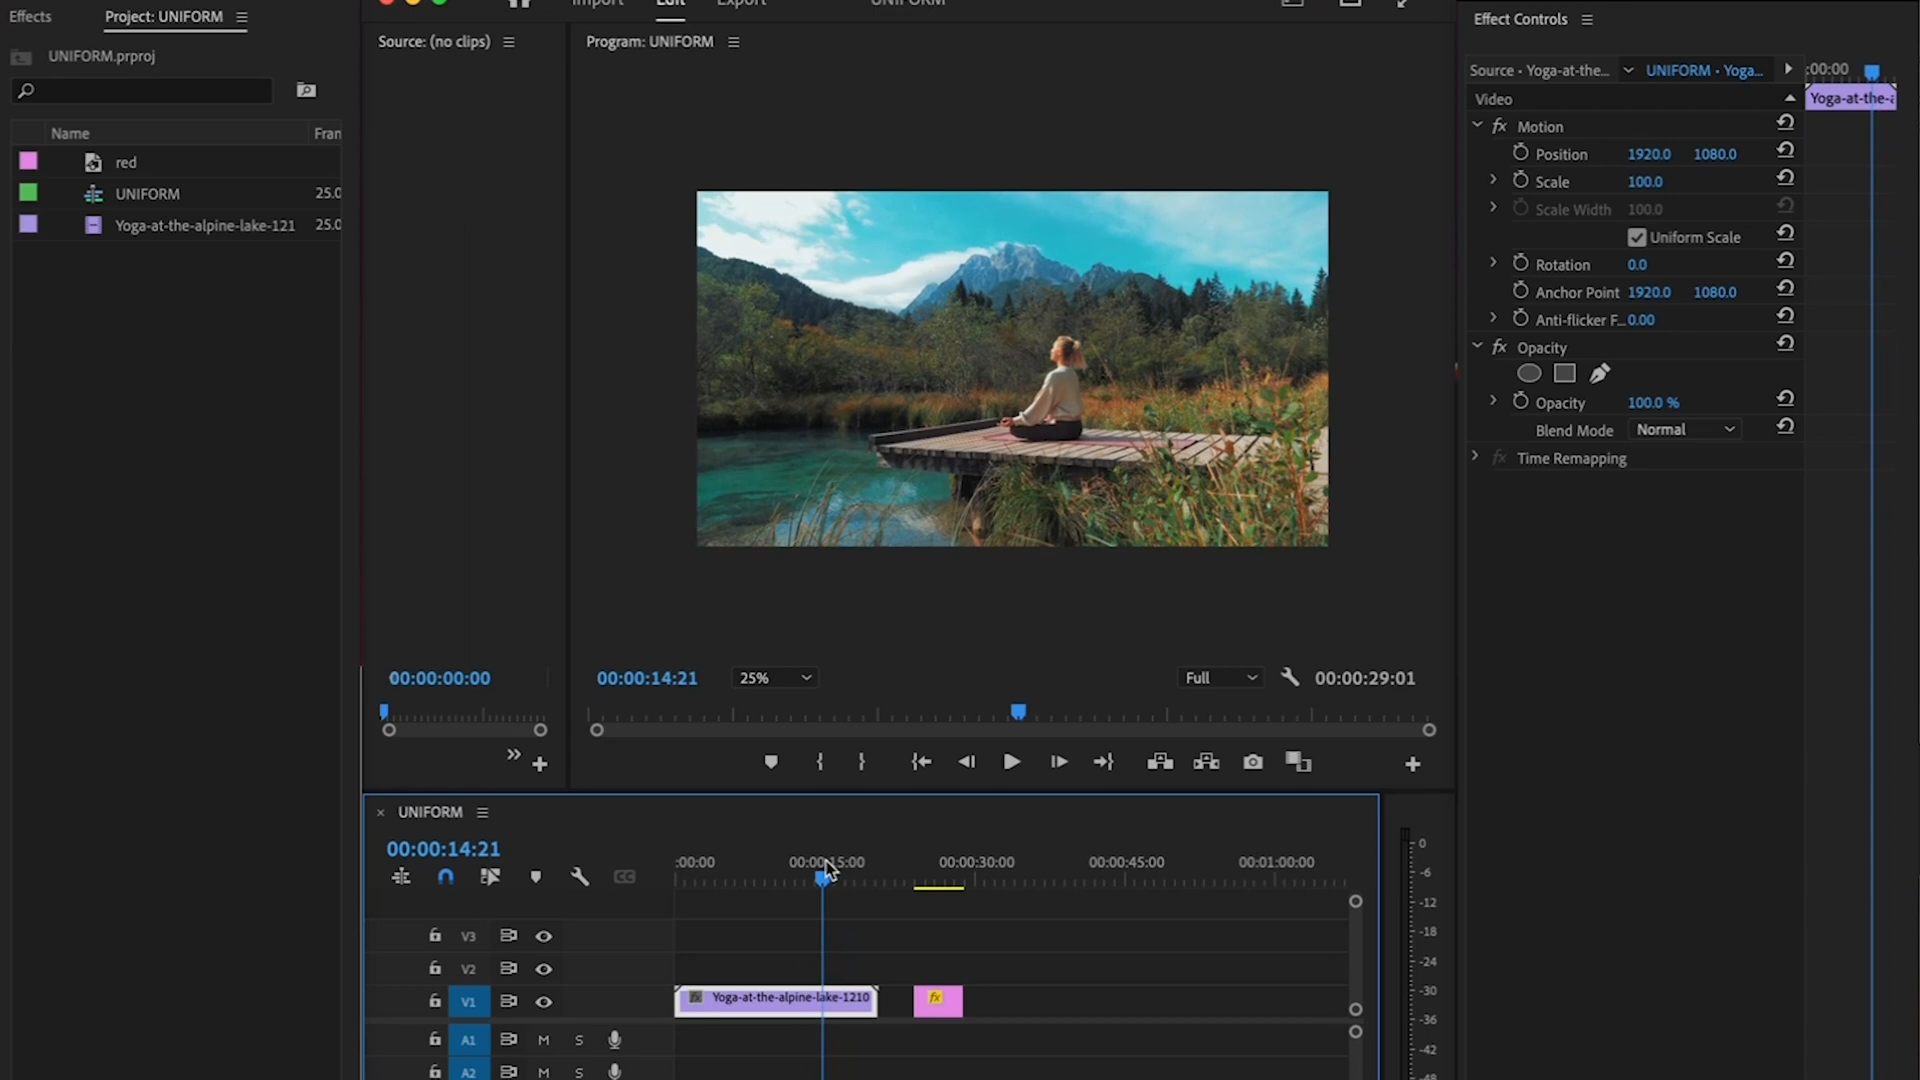 Effects
Project: UNIFORM
UNIFORM.prproj
Name
Fran
red
UNIFORM
25.0
Yoga-at-the-alpine-lake-121
25.0
Import
Edit
Export
UNIFORM
Source: (no clips)
Program: UNIFORM
00:00:00:00
00:00:14:21
25%
Full
00:00:29:01
UNIFORM
00:00:14:21
:00:00
00:00:15:00
00:00:30:00
00:00:45:00
00:01:00:00
V3
V2
V1
fx Yoga-at-the-alpine-lake-1210
fx
A1
M
S
A2
M
S
0
-6
-12
-18
-24
-30
-36
-42
-48
Effect Controls
Source • Yoga-at-the...
UNIFORM • Yoga...
:00:00
Video
Yoga-at-the-a
fx Motion
Position 1920.0 1080.0
Scale 100.0
Scale Width 100.0
Uniform Scale
Rotation 0.0
Anchor Point 1920.0 1080.0
Anti-flicker F... 0.00
fx Opacity
Opacity 100.0 %
Blend Mode Normal
fx Time Remapping